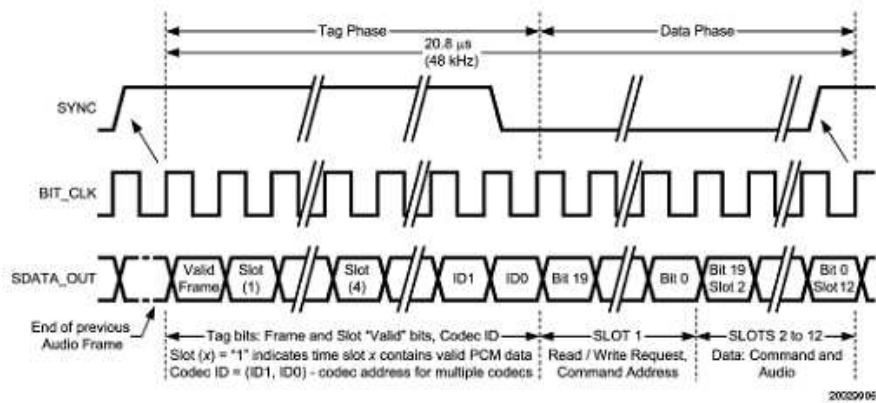 Tag Phase
Data Phase
20.8 µs
(48 kHz)
SYNC
BIT_CLK
SDATA_OUT
Valid
Frame
Slot
(1)
Slot
(4)
ID1
ID0
Bit 19
Bit 0
Bit 19
Slot 2
Bit 0
Slot 12
End of previous
Audio Frame
Tag bits: Frame and Slot "Valid" bits, Codec ID
Slot (x) = "1" indicates time slot x contains valid PCM data
Codec ID = (ID1, ID0) - codec address for multiple codecs
SLOT 1
Read / Write Request,
Command Address
SLOTS 2 to 12
Data: Command and
Audio
20029906